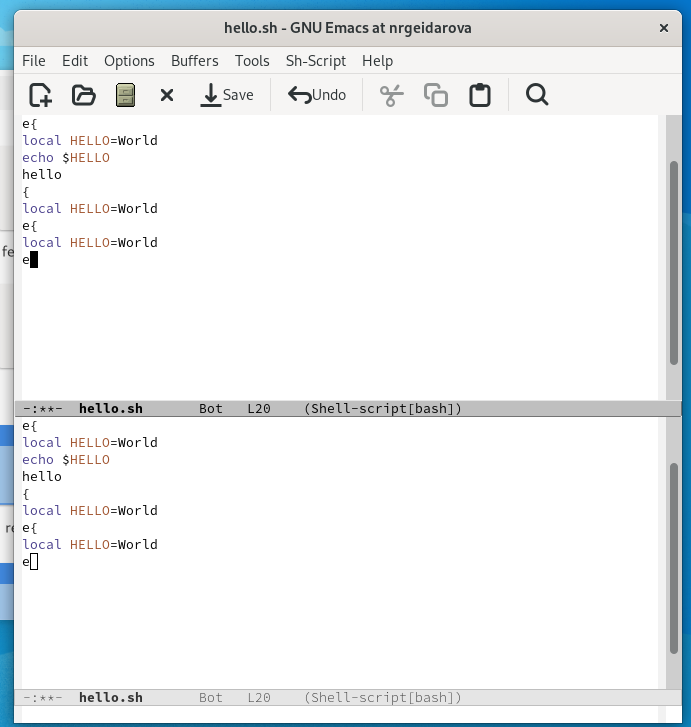 hello.sh - GNU Emacs at nrgeidarova ×
File Edit Options Buffers Tools Sh-Script Help
Save Undo
e{
local HELLO=World
echo $HELLO
hello
{
local HELLO=World
e{
local HELLO=World
e
-:**- hello.sh Bot L20 (Shell-script[bash])
e{
local HELLO=World
echo $HELLO
hello
{
local HELLO=World
e{
local HELLO=World
e
-:**- hello.sh Bot L20 (Shell-script[bash])
fe
re